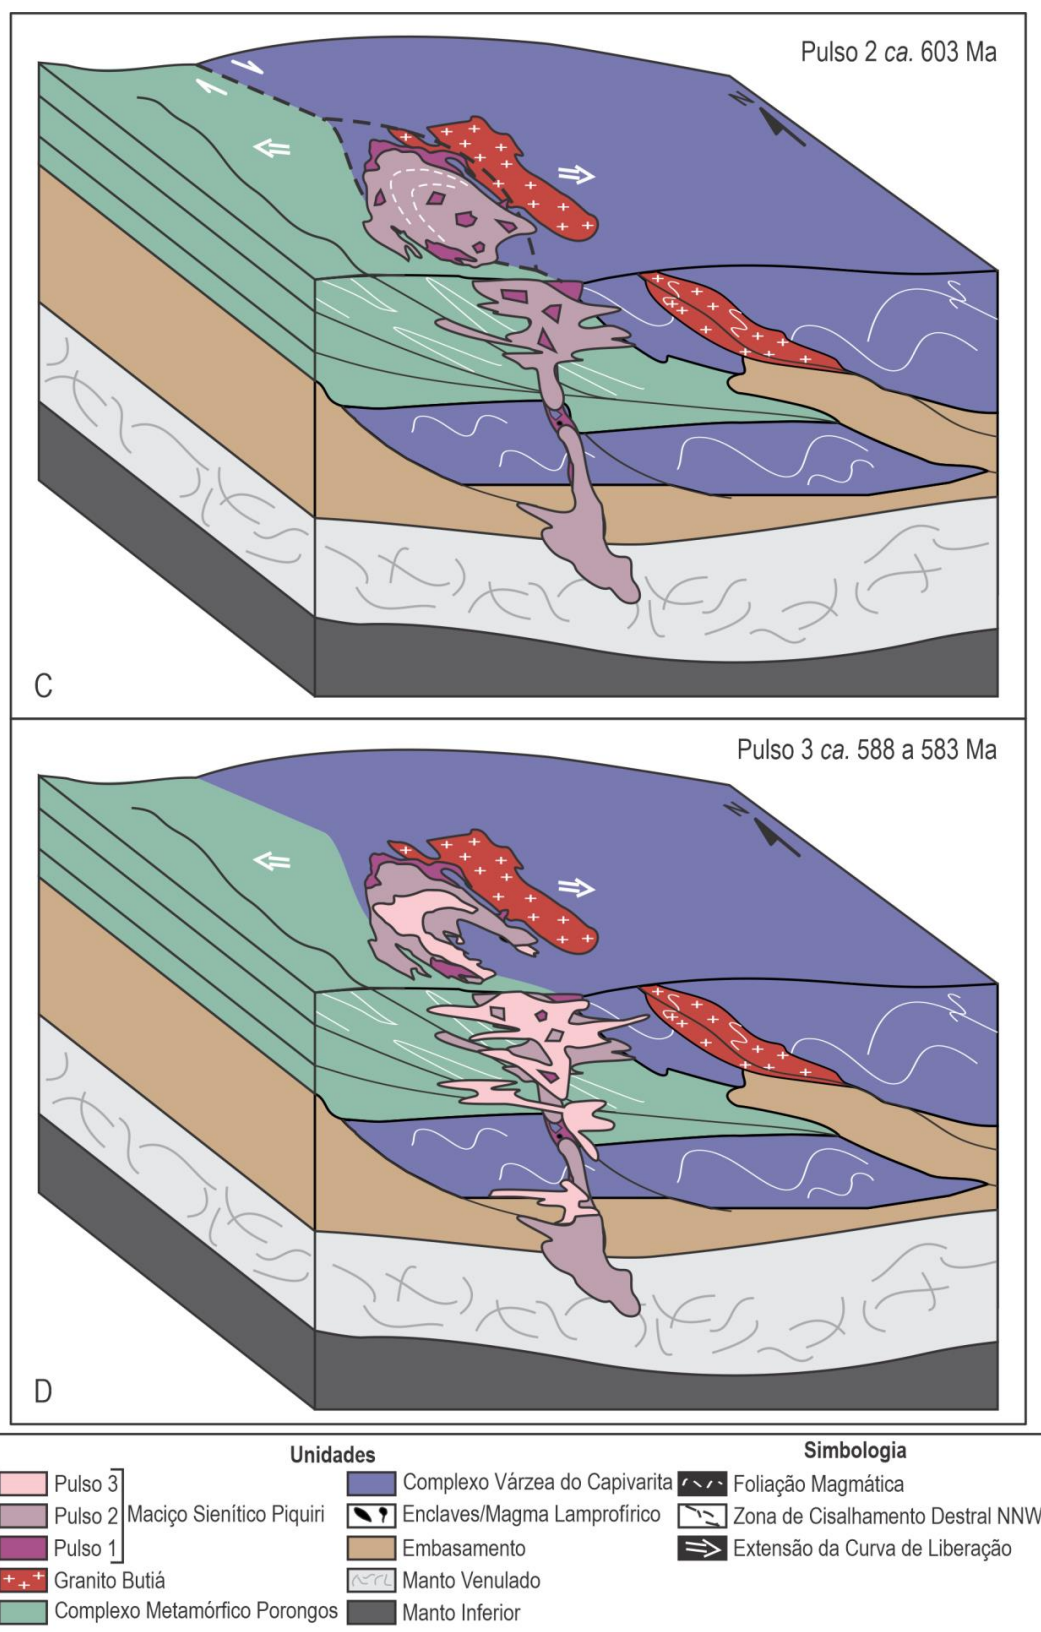 Pulso 2 ca. 603 Ma
N
C
Pulso 3 ca. 588 a 583 Ma
N
D
Unidades
Simbologia
Pulso 3
Pulso 2
Pulso 1
Maciço Sienítico Piquiri
Granito Butiá
Complexo Metamórfico Porongos
Complexo Várzea do Capivarita
Enclaves/Magma Lamprofírico
Embasamento
Manto Venulado
Manto Inferior
Foliação Magmática
Zona de Cisalhamento Destral NNW
Extensão da Curva de Liberação